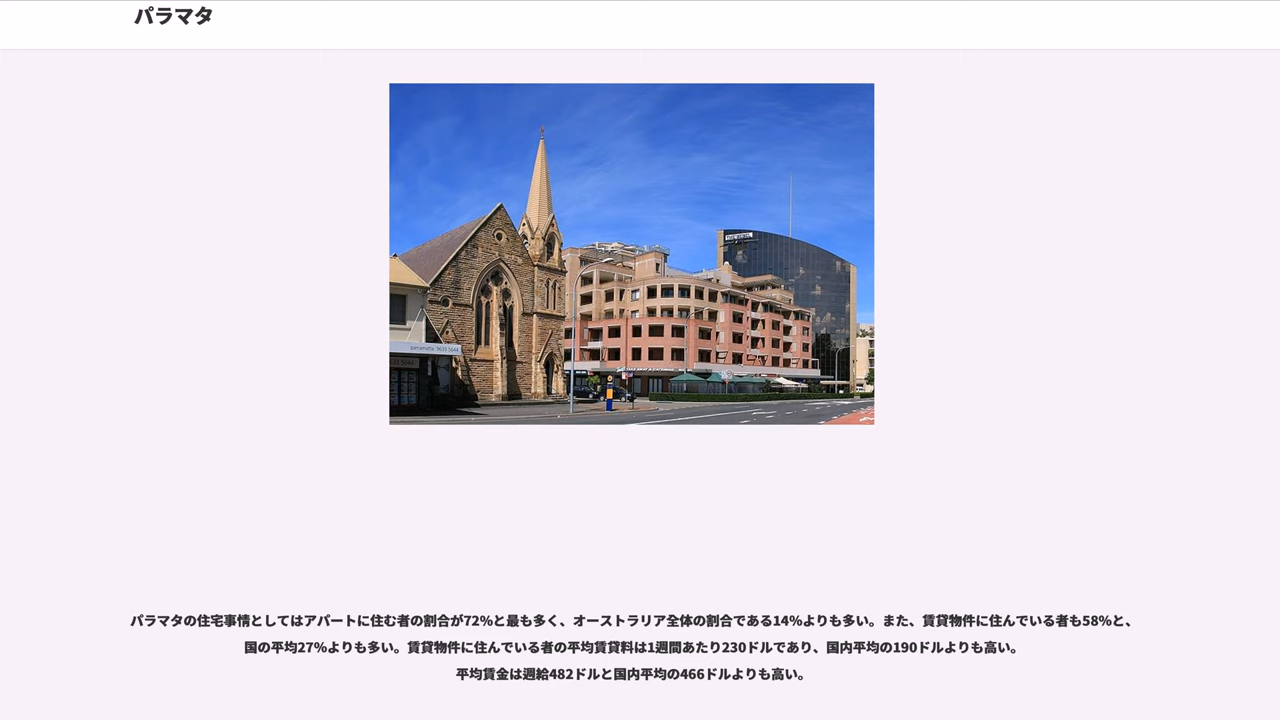 パラマタ
parramatta 9633 5644
パラマタの住宅事情としてはアパートに住む者の割合が72%と最も多く、オーストラリア全体の割合である14%よりも多い。また、賃貸物件に住んでいる者も58%と、
国の平均27%よりも多い。賃貸物件に住んでいる者の平均賃貸料は1週間あたり230ドルであり、国内平均の190ドルよりも高い。
平均賃金は週給482ドルと国内平均の466ドルよりも高い。